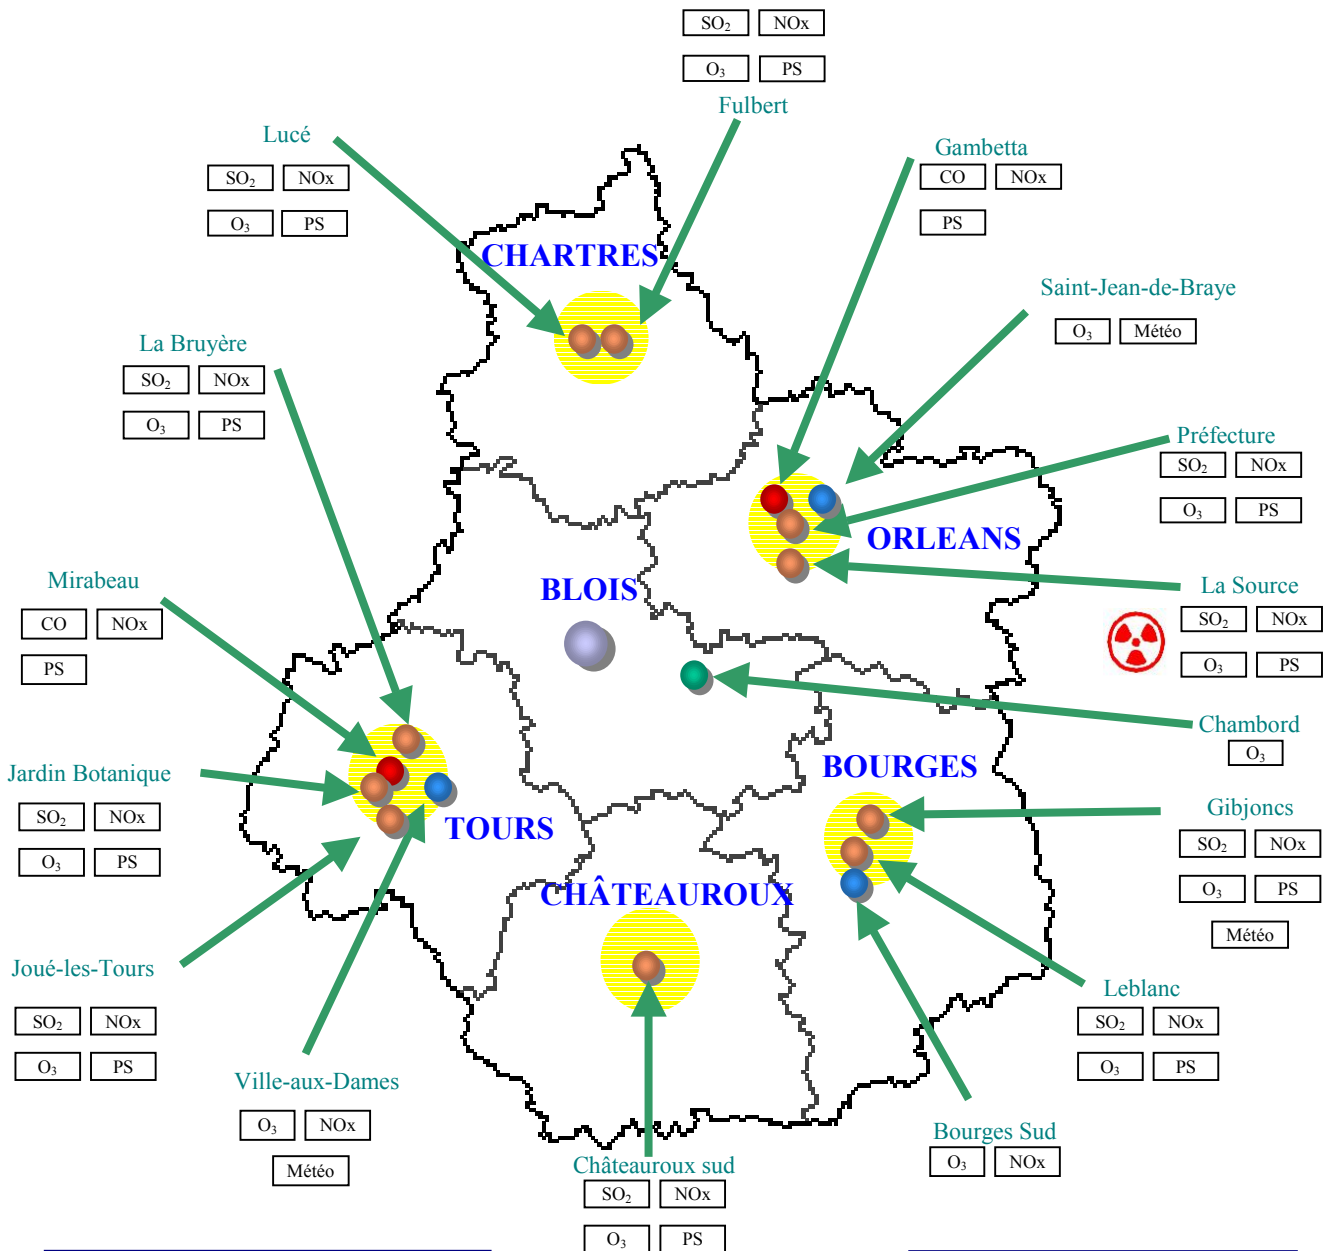 SO₂ NOx
O₃ PS
Fulbert
Lucé
SO₂ NOx
O₃ PS
Gambetta
CO NOx
PS
CHARTRES
Saint-Jean-de-Braye
O₃ Météo
La Bruyère
SO₂ NOx
O₃ PS
Préfecture
SO₂ NOx
O₃ PS
ORLEANS
BLOIS
Mirabeau
CO NOx
PS
La Source
SO₂ NOx
O₃ PS
Chambord
O₃
BOURGES
Jardin Botanique
SO₂ NOx
O₃ PS
TOURS
Gibjoncs
SO₂ NOx
O₃ PS
Météo
CHÂTEAUROUX
Joué-les-Tours
SO₂ NOx
O₃ PS
Leblanc
SO₂ NOx
O₃ PS
Ville-aux-Dames
O₃ NOx
Météo
Bourges Sud
O₃ NOx
Châteauroux sud
SO₂ NOx
O₃ PS